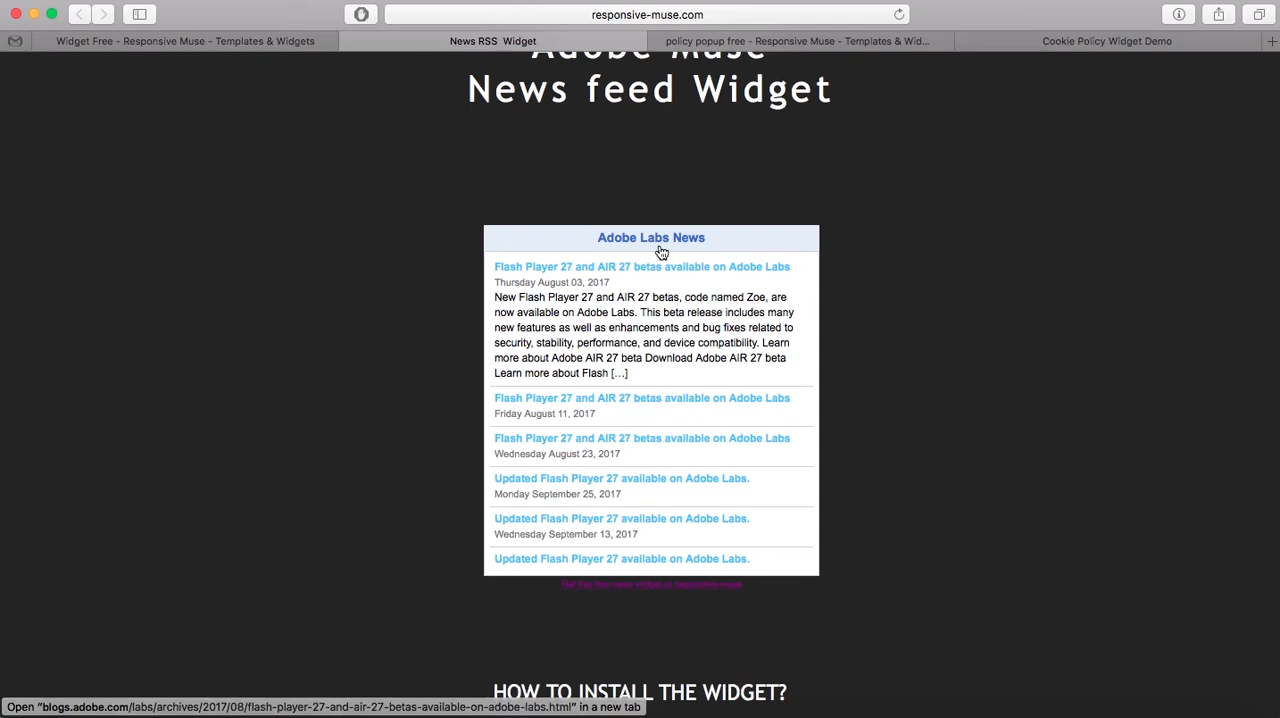 responsive-muse.com
Widget Free - Responsive Muse - Templates & Widgets
News RSS Widget
policy popup free - Responsive Muse - Templates & Wid...
Cookie Policy Widget Demo
Adobe Muse
News feed Widget
Adobe Labs News
Flash Player 27 and AIR 27 betas available on Adobe Labs
Thursday August 03, 2017
New Flash Player 27 and AIR 27 betas, code named Zoe, are
now available on Adobe Labs. This beta release includes many
new features as well as enhancements and bug fixes related to
security, stability, performance, and device compatibility. Learn
more about Adobe AIR 27 beta Download Adobe AIR 27 beta
Learn more about Flash […]
Flash Player 27 and AIR 27 betas available on Adobe Labs
Friday August 11, 2017
Flash Player 27 and AIR 27 betas available on Adobe Labs
Wednesday August 23, 2017
Updated Flash Player 27 available on Adobe Labs.
Monday September 25, 2017
Updated Flash Player 27 available on Adobe Labs.
Wednesday September 13, 2017
Updated Flash Player 27 available on Adobe Labs.
HOW TO INSTALL THE WIDGET?
Open “blogs.adobe.com/labs/archives/2017/08/flash-player-27-and-air-27-betas-available-on-adobe-labs.html” in a new tab